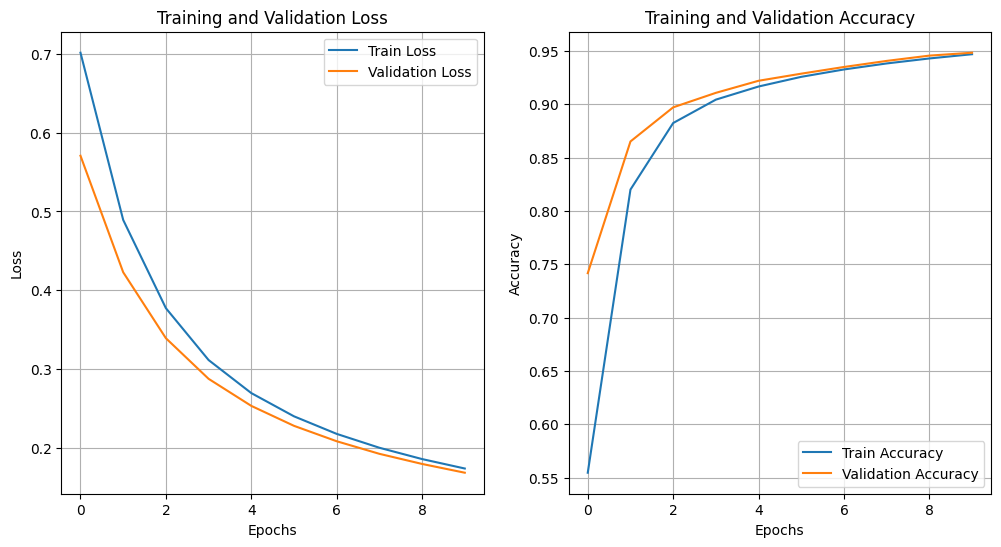 Training and Validation Loss
0.7
0.6
0.5
0.4
0.3
0.2
Loss
0
2
4
6
8
Epochs
Train Loss
Validation Loss
Training and Validation Accuracy
0.95
0.90
0.85
0.80
0.75
0.70
0.65
0.60
0.55
Accuracy
0
2
4
6
8
Epochs
Train Accuracy
Validation Accuracy